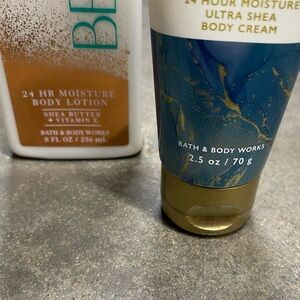 BE
24 HR MOISTURE
BODY LOTION
SHEA BUTTER
+ VITAMIN E
BATH & BODY WORKS
8 FL OZ / 236 mL
24 HOUR MOISTURE
ULTRA SHEA
BODY CREAM
BATH & BODY WORKS
2.5 oz / 70 g